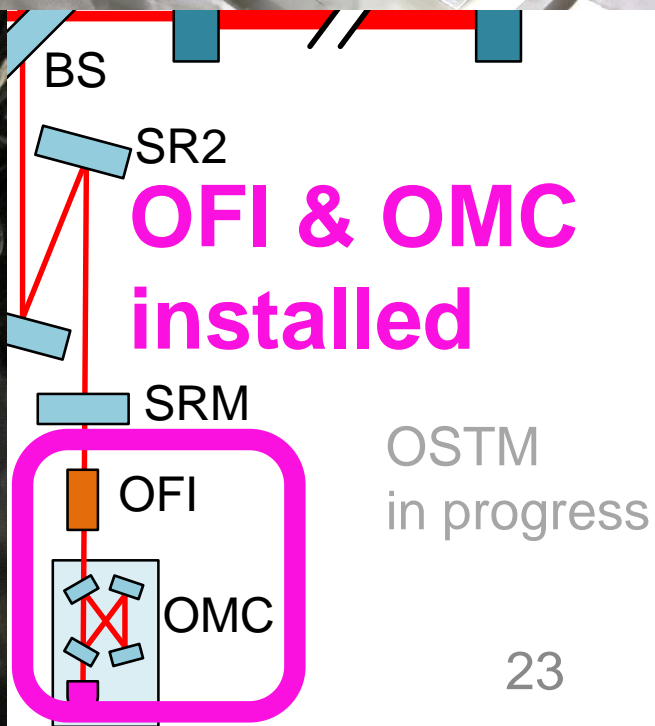 BS
SR2
OFI & OMC
installed
SRM
OSTM
in progress
OFI
OMC
23